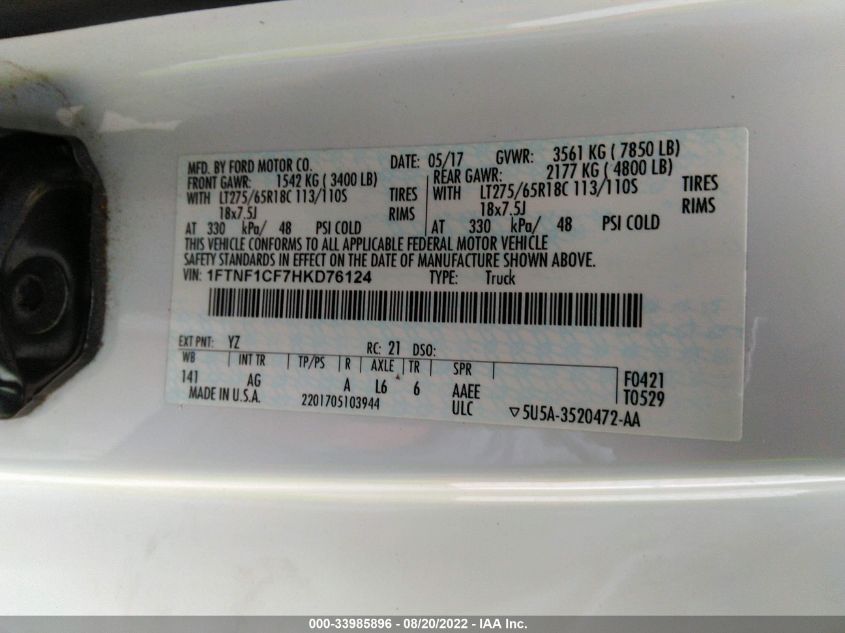 MFD. BY FORD MOTOR CO. DATE: 05/17 GVWR: 3561 KG ( 7850 LB)
FRONT GAWR: 1542 KG ( 3400 LB) REAR GAWR: 2177 KG ( 4800 LB)
WITH LT275/65R18C 113/110S TIRES WITH LT275/65R18C 113/110S TIRES
18x7.5J RIMS 18x7.5J RIMS
AT 330 kPa/ 48 PSI COLD AT 330 kPa/ 48 PSI COLD
THIS VEHICLE CONFORMS TO ALL APPLICABLE FEDERAL MOTOR VEHICLE
SAFETY STANDARDS IN EFFECT ON THE DATE OF MANUFACTURE SHOWN ABOVE.
VIN: 1FTNF1CF7HKD76124 TYPE: Truck
EXT PNT: YZ RC: 21 DSO:
WB INT TR TP/PS R AXLE TR SPR
141 AG A L6 6 AAEE F0421
MADE IN U.S.A. 2201705103944 ULC T0529
▽5U5A-3520472-AA
000-33985896 - 08/20/2022 - IAA Inc.